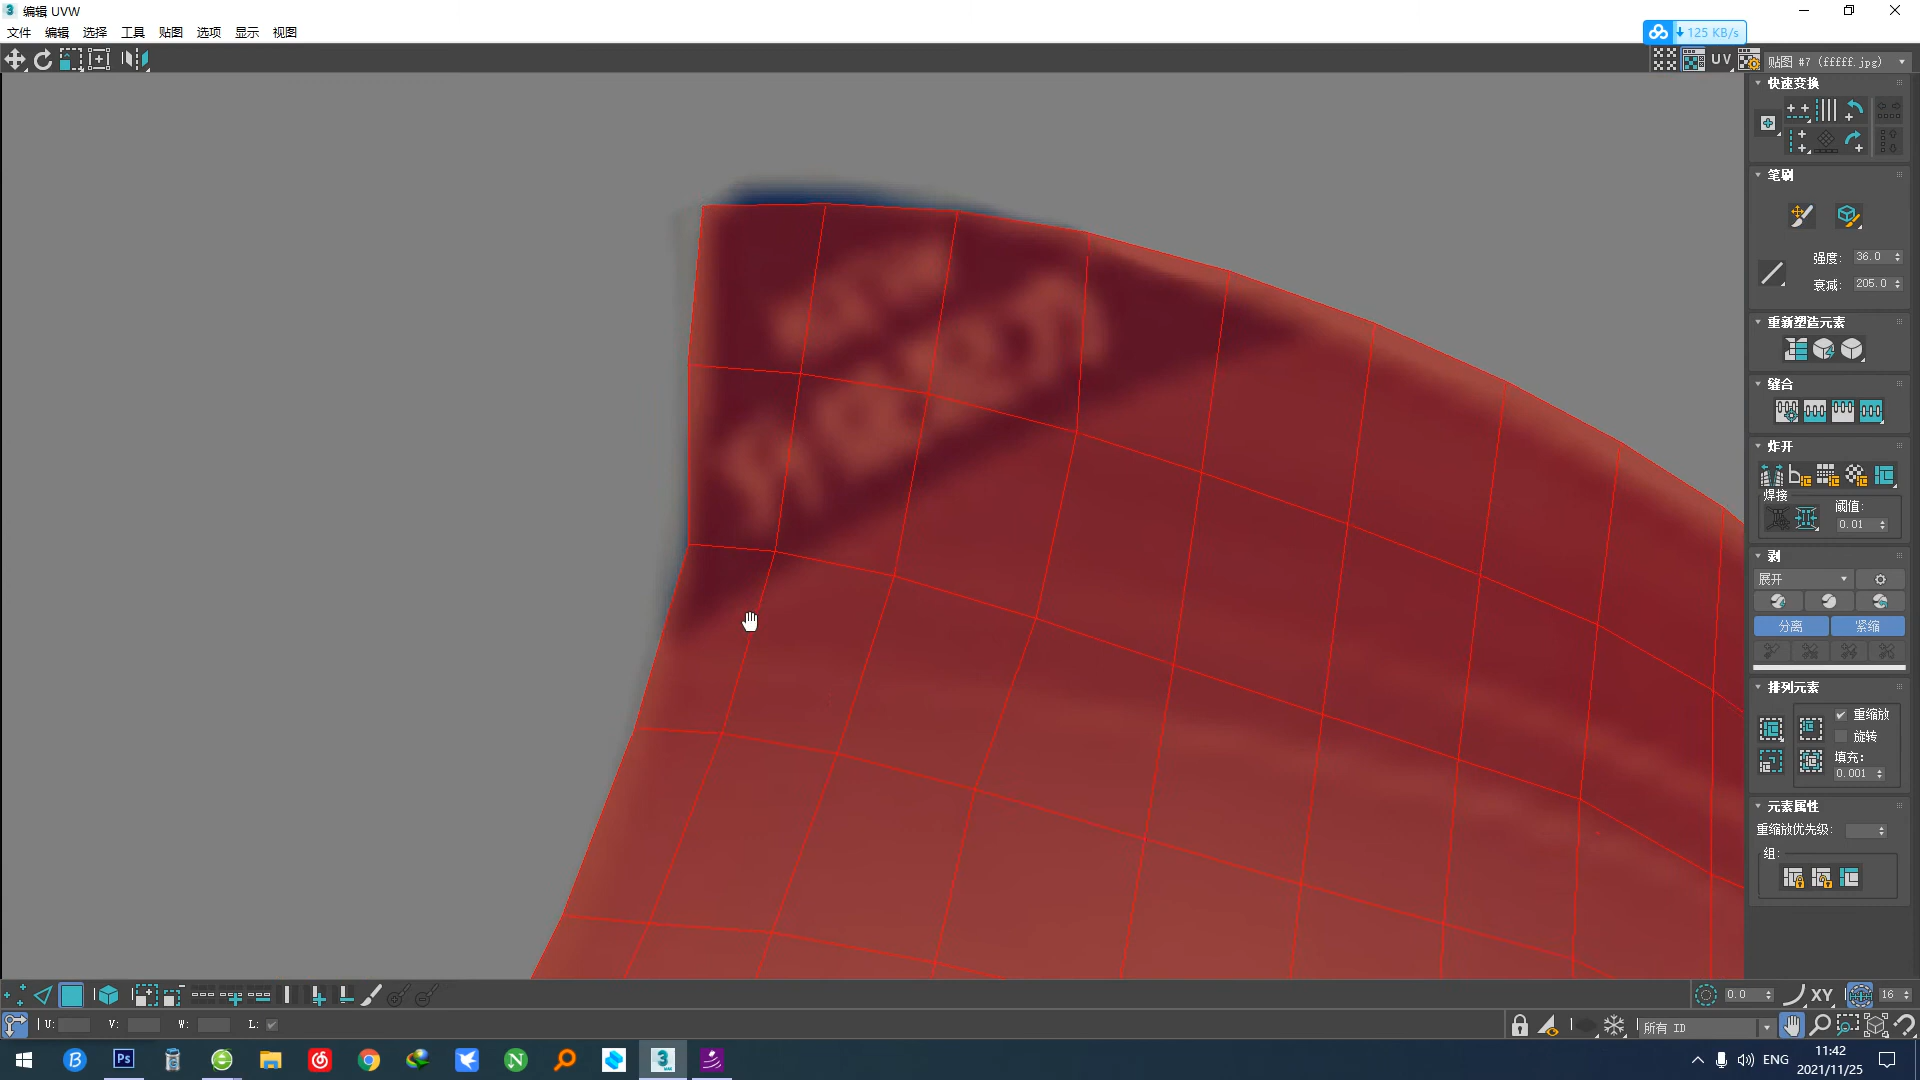 3 编辑 UVW
文件 编辑 选择 工具 贴图 选项 显示 视图
125 KB/s
UV 贴图 #7 (fffff.jpg)
快速变换
笔刷
强度: 36.0
衰减: 205.0
重新塑造元素
缝合
炸开
焊接
阈值:
0.01
剥
展开
分离 紧缩
排列元素
重缩放
旋转
填充:
0.001
元素属性
重缩放优先级:
组:
0.0 XY 16
U: V: W: L:
所有 ID
Ps
N
3
MAX
ENG
11:42
2021/11/25